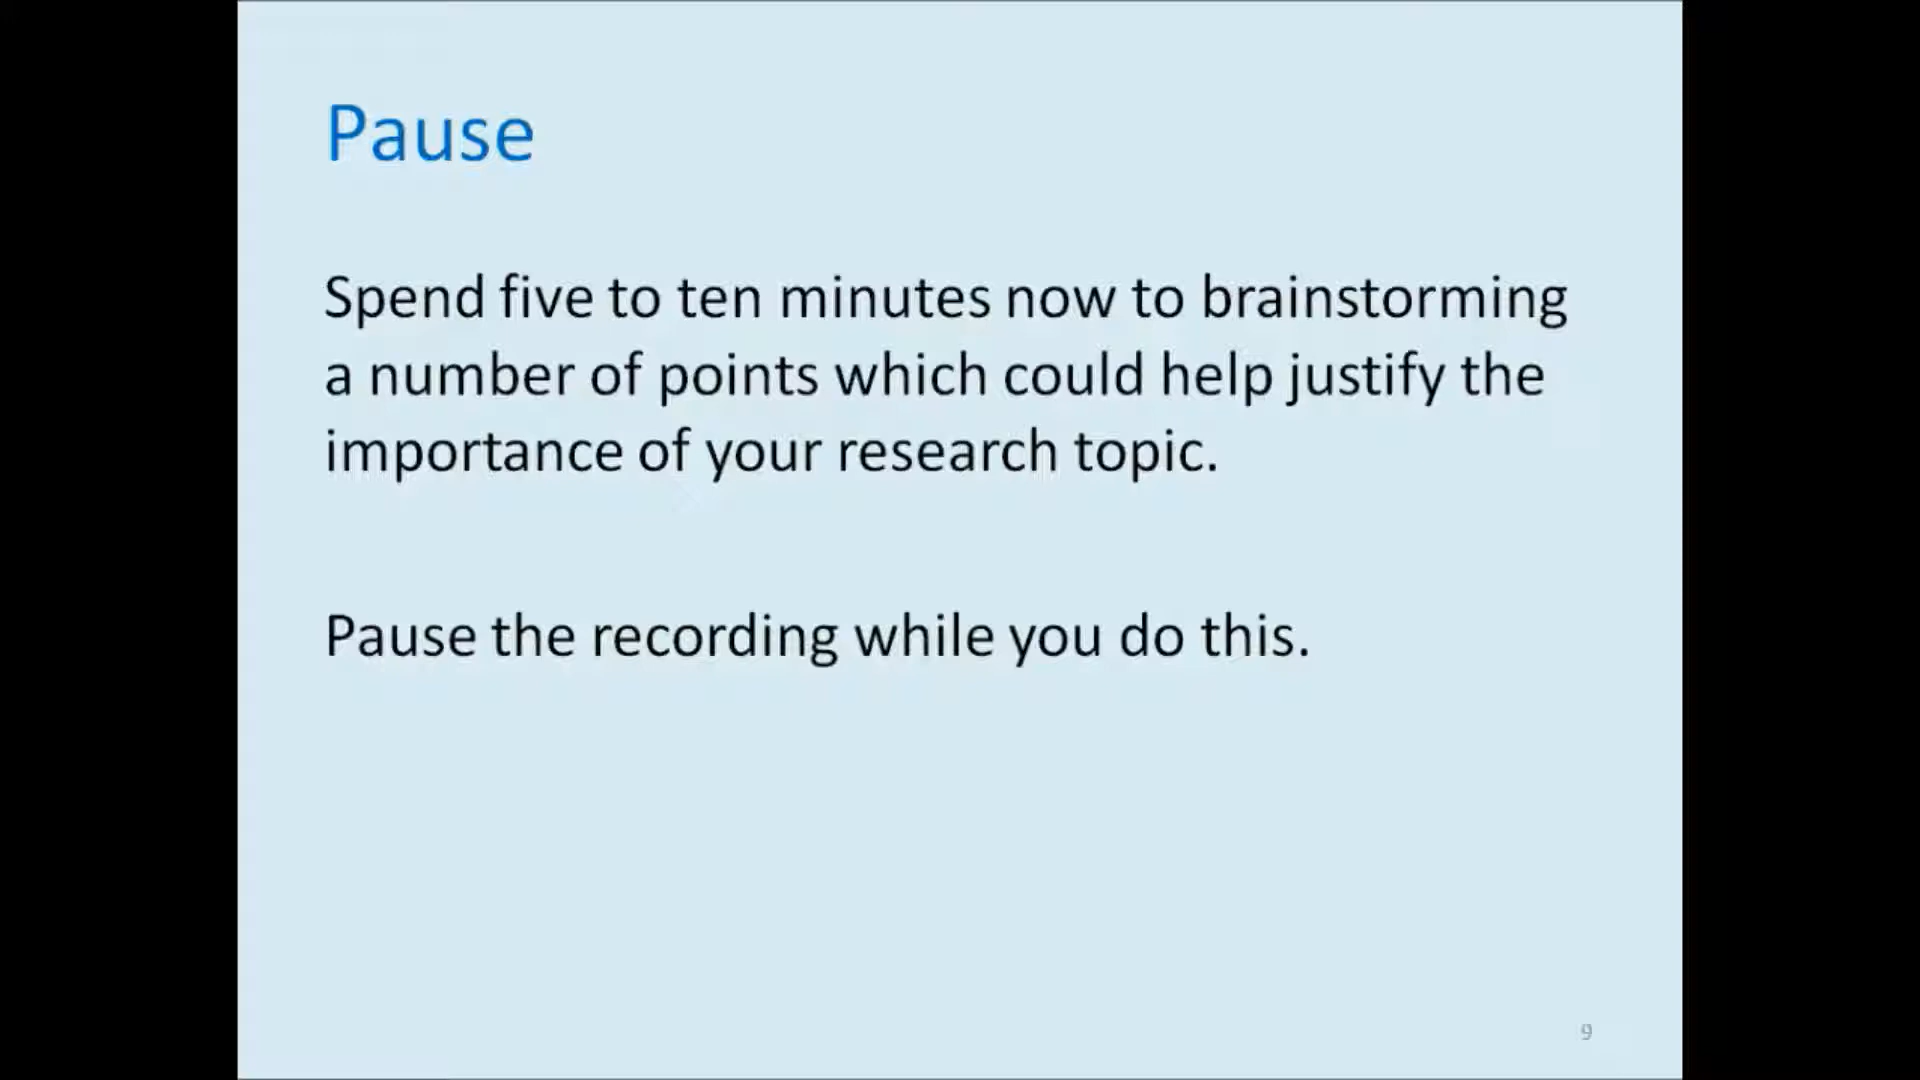 Pause
Spend five to ten minutes now to brainstorming
a number of points which could help justify the
importance of your research topic.
Pause the recording while you do this.
9